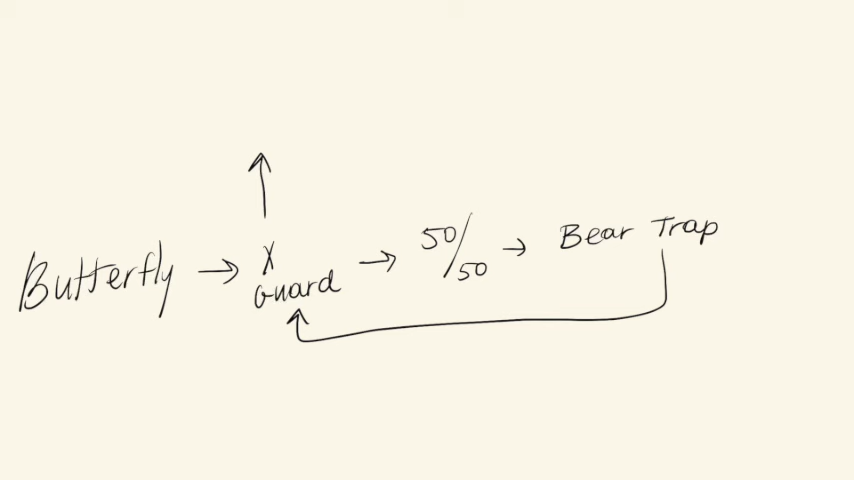 Butterfly → X Guard → 50/50 → Bear Trap